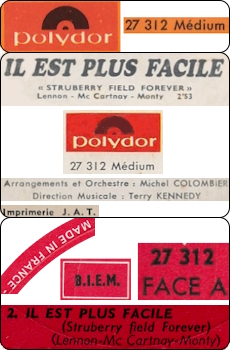 polydor
27 312 Médium
IL EST PLUS FACILE
« STRUBERRY FIELD FOREVER »
Lennon - Mc Cartnay - Monty 2'53
polydor
27 312 Médium
Arrangements et Orchestre : Michel COLOMBIER
Direction Musicale : Terry KENNEDY
Imprimerie J. A. T.
MADE IN FRANCE
B.I.E.M.
27 312
FACE A
2. IL EST PLUS FACILE
(Struberry field Forever)
(Lennon-Mc Cartnay-Monty)